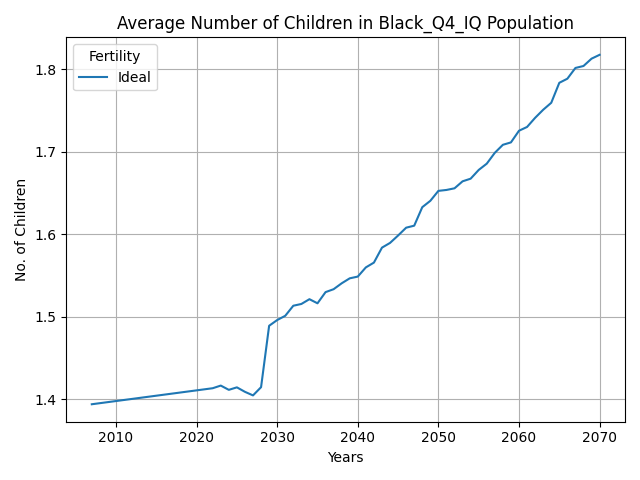 Average Number of Children in Black_Q4_IQ Population
Fertility
Ideal
No. of Children
1.8
1.7
1.6
1.5
1.4
2010 2020 2030 2040 2050 2060 2070
Years